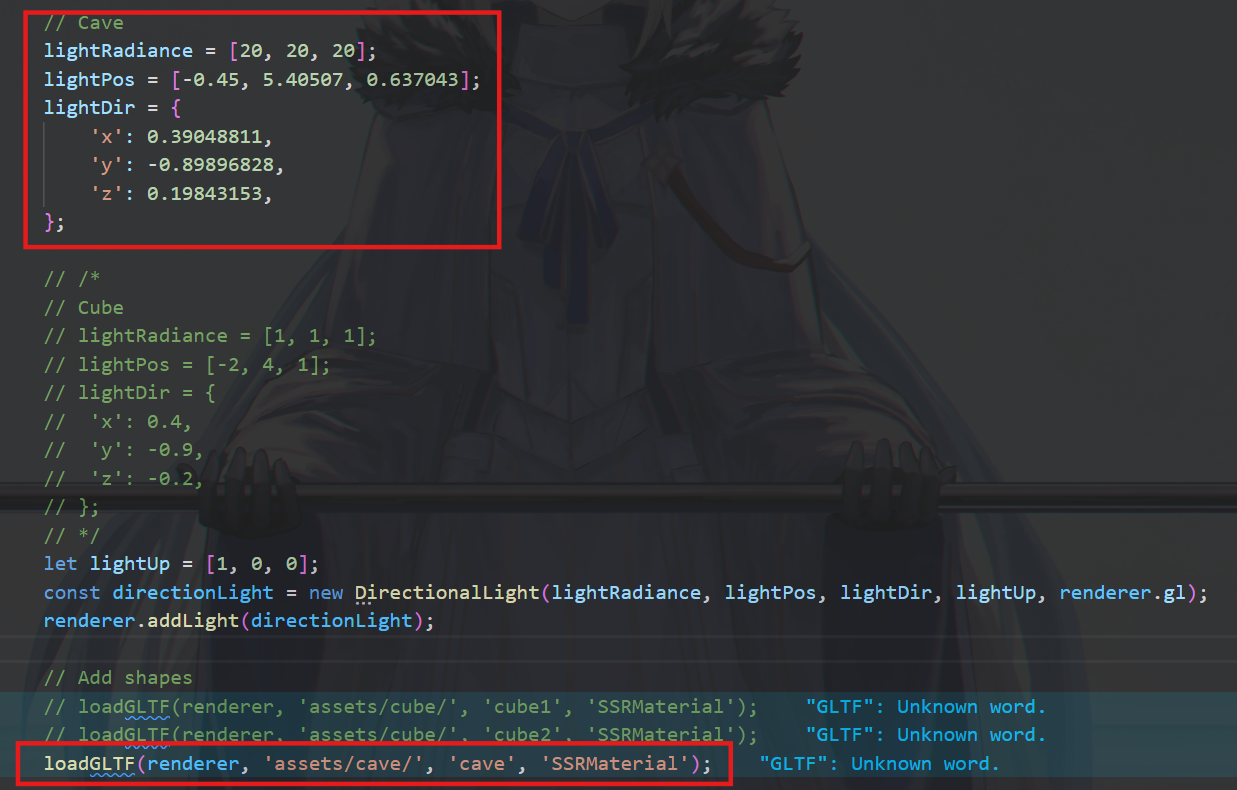 // Cave
lightRadiance = [20, 20, 20];
lightPos = [-0.45, 5.40507, 0.637043];
lightDir = {
    'x': 0.39048811,
    'y': -0.89896828,
    'z': 0.19843153,
};
// /*
// Cube
// lightRadiance = [1, 1, 1];
// lightPos = [-2, 4, 1];
// lightDir = {
//  'x': 0.4,
//  'y': -0.9,
//  'z': -0.2,
// };
// */
let lightUp = [1, 0, 0];
const directionLight = new DirectionalLight(lightRadiance, lightPos, lightDir, lightUp, renderer.gl);
renderer.addLight(directionLight);
// Add shapes
// loadGLTF(renderer, 'assets/cube/', 'cube1', 'SSRMaterial');    "GLTF": Unknown word.
// loadGLTF(renderer, 'assets/cube/', 'cube2', 'SSRMaterial');    "GLTF": Unknown word.
loadGLTF(renderer, 'assets/cave/', 'cave', 'SSRMaterial');    "GLTF": Unknown word.